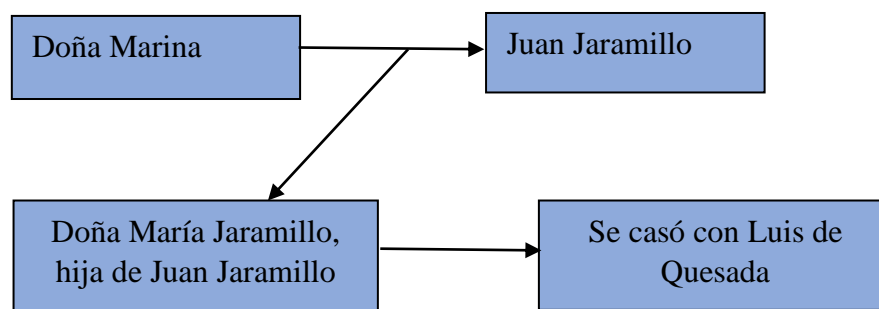 Doña Marina
Juan Jaramillo
Doña María Jaramillo,
hija de Juan Jaramillo
Se casó con Luis de
Quesada